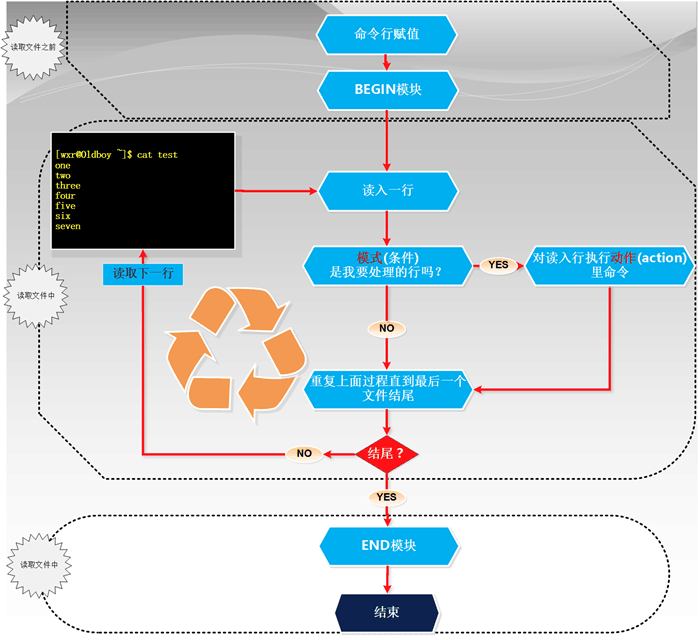 命令行赋值
读取文件之前
BEGIN模块
[wxr@Oldboy ~]$ cat test
one
two
three
four
five
six
seven
读入一行
模式(条件)
是我要处理的行吗?
YES
对读入行执行动作(action)
里命令
读取下一行
读取文件中
NO
重复上面过程直到最后一个
文件结尾
结尾?
NO
YES
END模块
读取文件中
结束